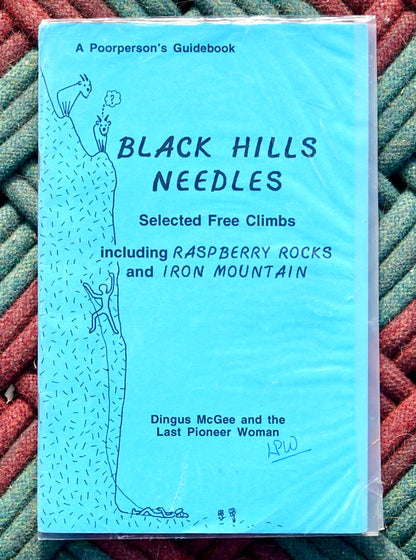 A Poorperson's Guidebook
?
BLACK HILLS
NEEDLES
Selected Free Climbs
including RASPBERRY ROCKS
and IRON MOUNTAIN
Dingus McGee and the
Last Pioneer Woman
LPW